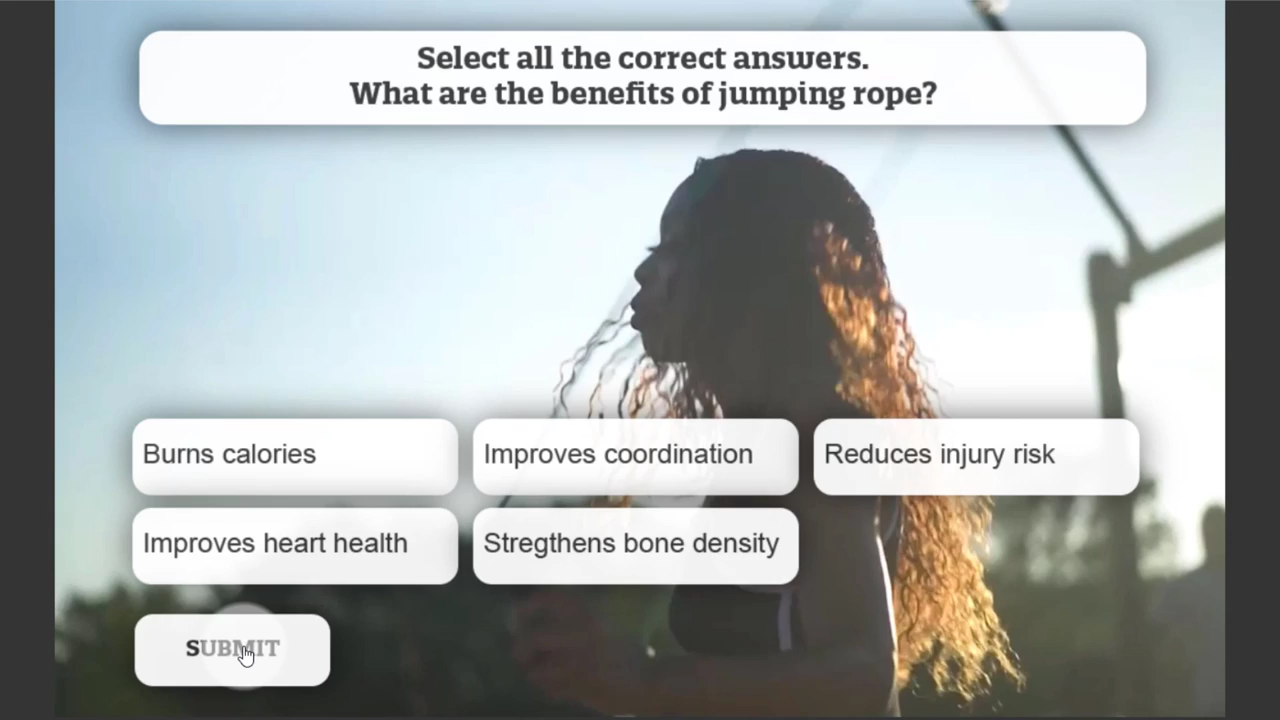 Select all the correct answers.
What are the benefits of jumping rope?
Burns calories
Improves coordination
Reduces injury risk
Improves heart health
Stregthens bone density
SUBMIT